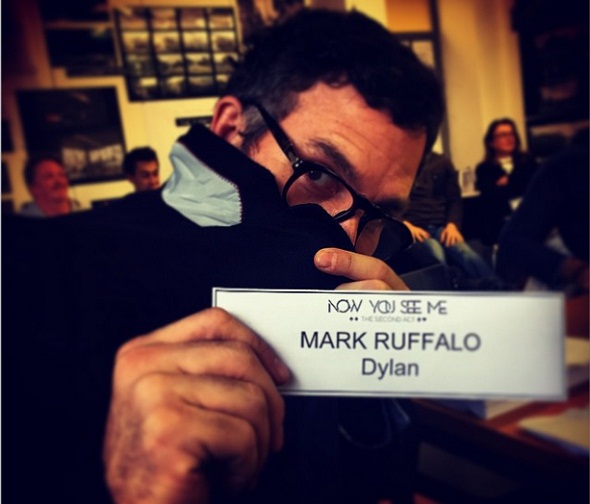 NOW YOU SEE ME
THE SECOND ACT
MARK RUFFALO
Dylan